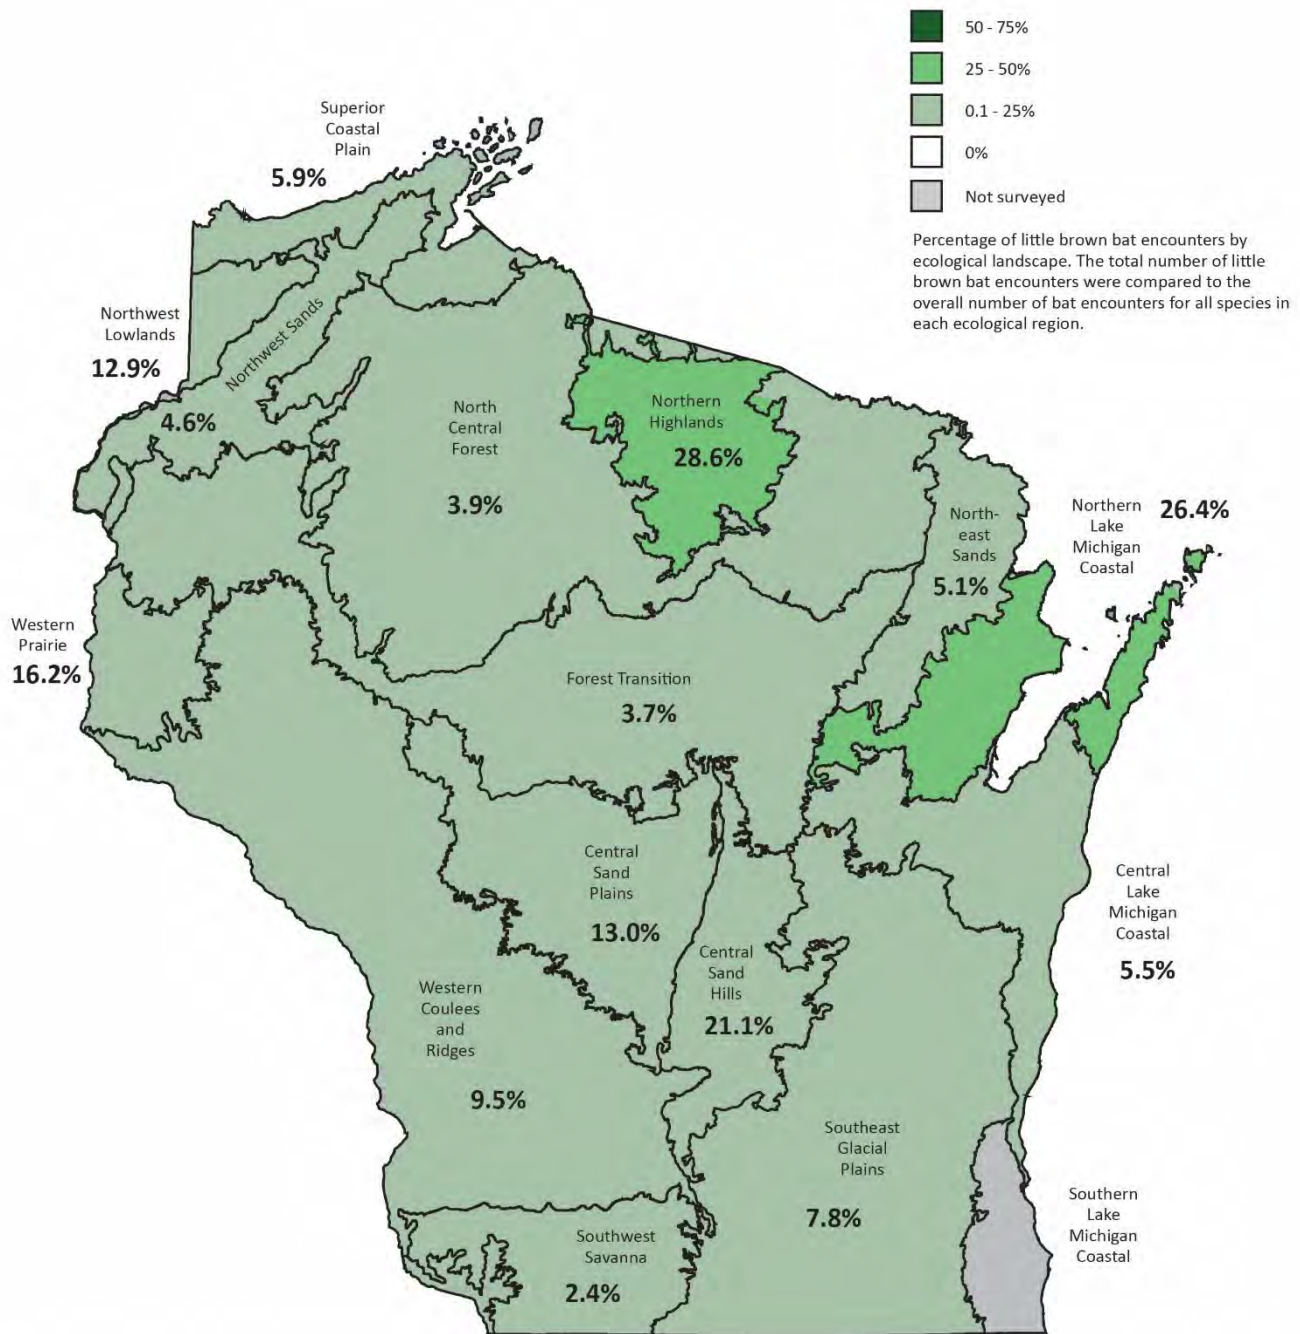 50 - 75%
25 - 50%
0.1 - 25%
0%
Not surveyed
Percentage of little brown bat encounters by
ecological landscape. The total number of little
brown bat encounters were compared to the
overall number of bat encounters for all species in
each ecological region.
Superior
Coastal
Plain
5.9%
Northwest
Lowlands
12.9%
Northwest Sands
4.6%
North
Central
Forest
3.9%
Northern
Highlands
28.6%
North-
east
Sands
5.1%
Northern
Lake
Michigan
Coastal
26.4%
Western
Prairie
16.2%
Forest Transition
3.7%
Central
Sand
Plains
13.0%
Central
Sand
Hills
21.1%
Central
Lake
Michigan
Coastal
5.5%
Western
Coulees
and
Ridges
9.5%
Southeast
Glacial
Plains
7.8%
Southern
Lake
Michigan
Coastal
Southwest
Savanna
2.4%